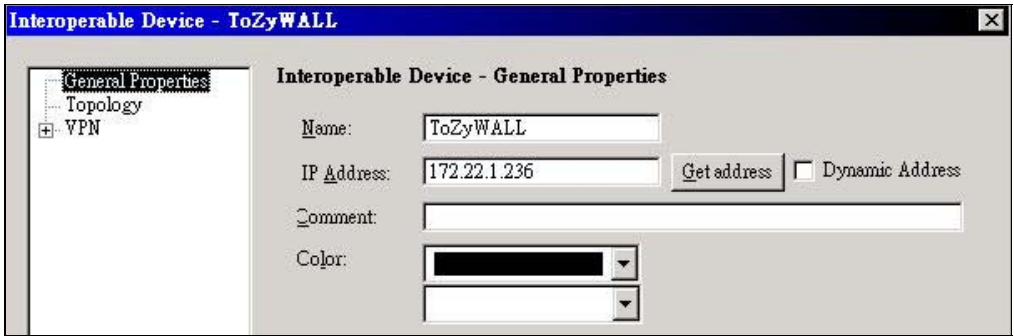 Interoperable Device - ToZyWALL
General Properties
Topology
VPN
Interoperable Device - General Properties
Name: ToZyWALL
IP Address: 172.22.1.236 Get address Dynamic Address
Comment:
Color: